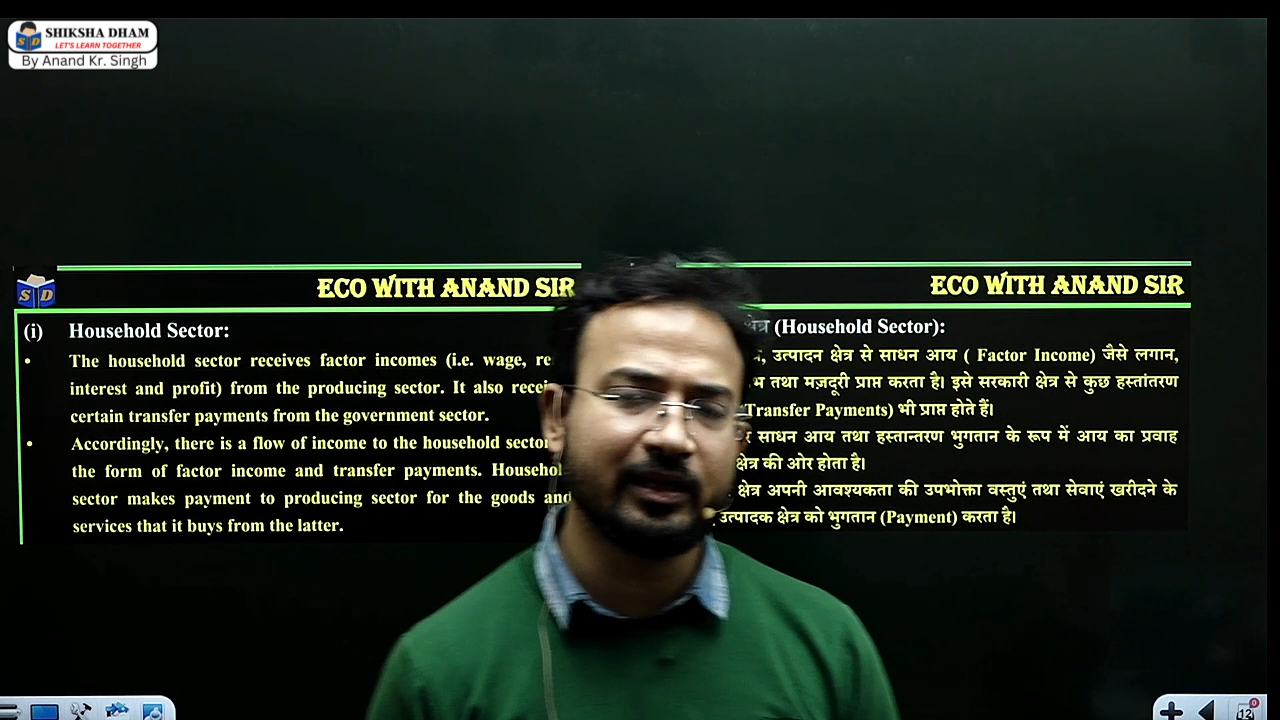 SHIKSHA DHAM
LET'S LEARN TOGETHER
By Anand Kr. Singh
S D
ECO WITH ANAND SIR
(i) Household Sector:
• The household sector receives factor incomes (i.e. wage,
interest and profit) from the producing sector. It also
certain transfer payments from the government sector.
• Accordingly, there is a flow of income to the household sector
the form of factor income and transfer payments.
sector makes payment to producing sector for the goods and
services that it buys from the latter.
ECO WITH ANAND SIR
(Household Sector):
उत्पादन क्षेत्र से साधन आय ( Factor Income) जैसे लगान,
तथा मज़दूरी प्राप्त करता है। इसे सरकारी क्षेत्र से कुछ हस्तांतरण
Transfer Payments) भी प्राप्त होते हैं।
साधन आय तथा हस्तान्तरण भुगतान के रूप में आय का प्रवाह
क्षेत्र की ओर होता है।
क्षेत्र अपनी आवश्यकता की उपभोक्ता वस्तुएं तथा सेवाएं खरीदने के
उत्पादक क्षेत्र को भुगतान (Payment) करता है।
12